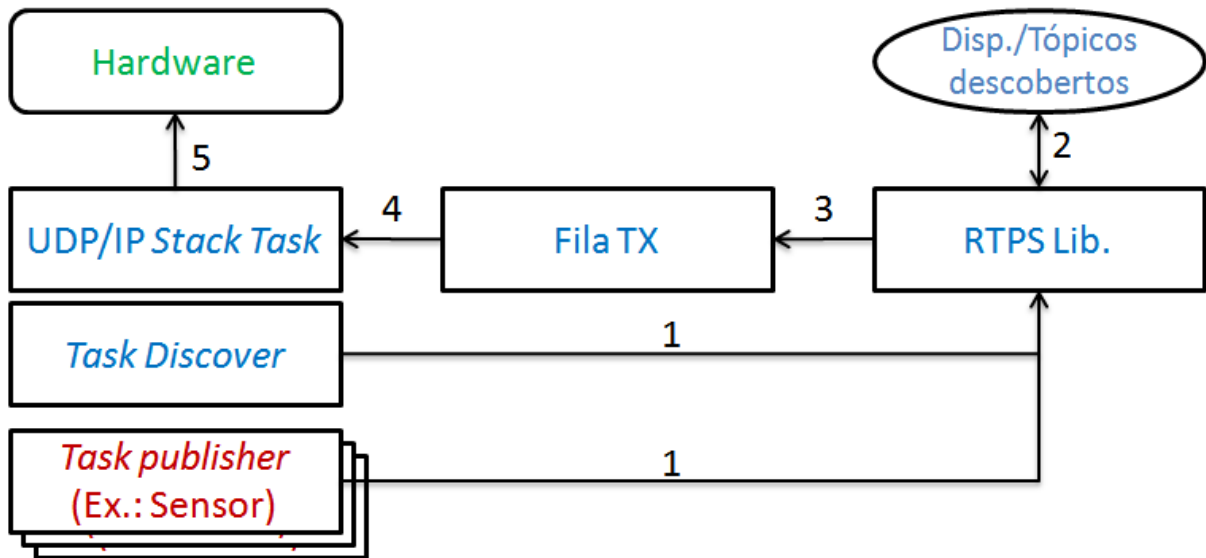 Hardware
Disp./Tópicos
descobertos
5
2
UDP/IP Stack Task
4
Fila TX
3
RTPS Lib.
Task Discover
1
Task publisher
(Ex.: Sensor)
1